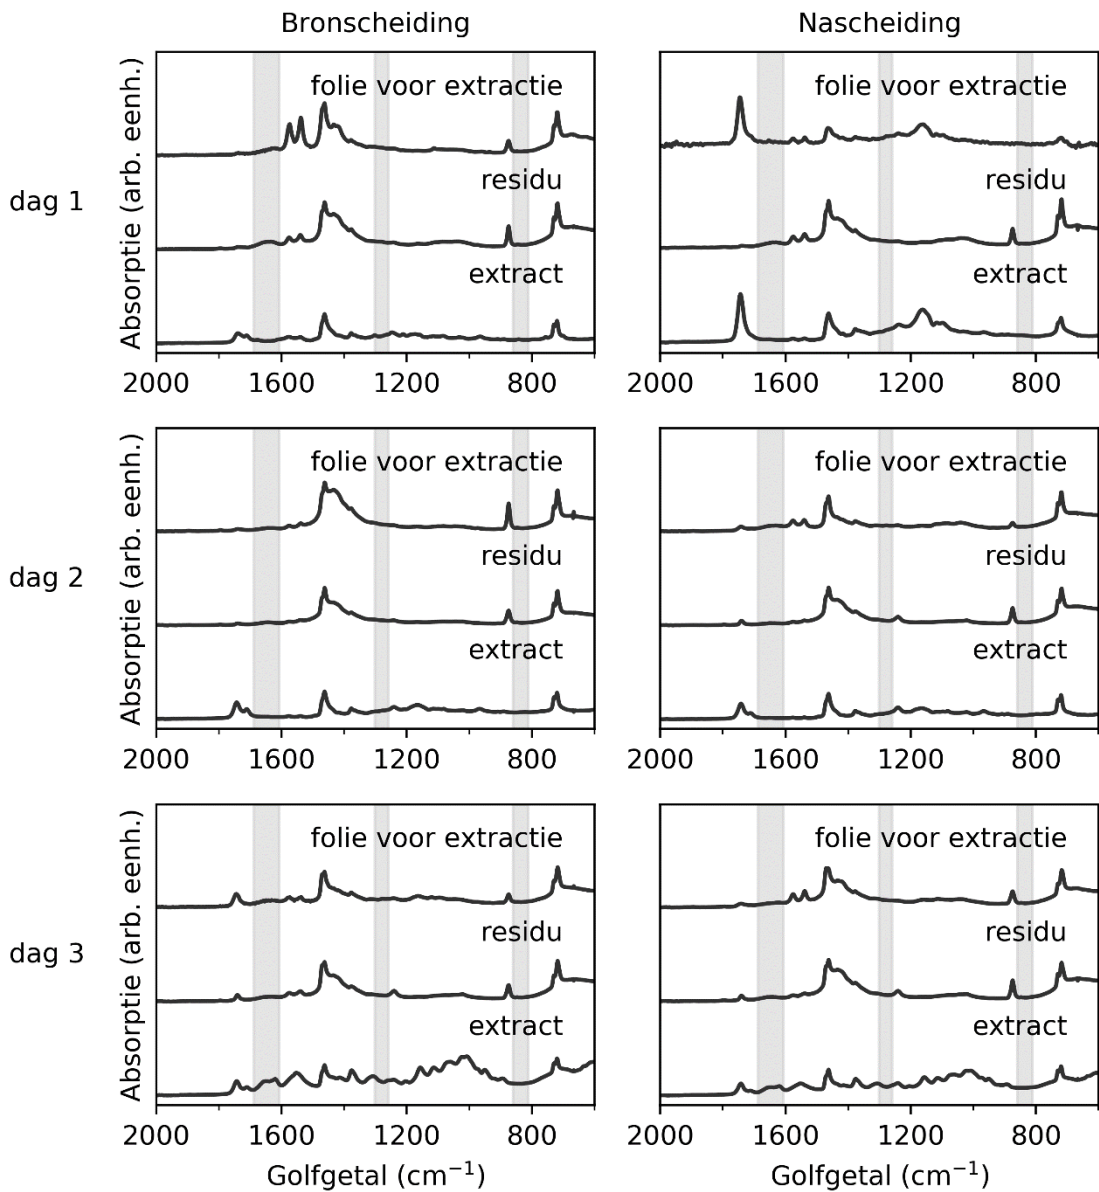 Bronscheiding
Nascheiding
dag 1
Absorptie (arb. eenh.)
folie voor extractie
residu
extract
2000 1600 1200 800
folie voor extractie
residu
extract
2000 1600 1200 800
dag 2
Absorptie (arb. eenh.)
folie voor extractie
residu
extract
2000 1600 1200 800
folie voor extractie
residu
extract
2000 1600 1200 800
dag 3
Absorptie (arb. eenh.)
folie voor extractie
residu
extract
2000 1600 1200 800
Golfgetal (cm⁻¹)
folie voor extractie
residu
extract
2000 1600 1200 800
Golfgetal (cm⁻¹)